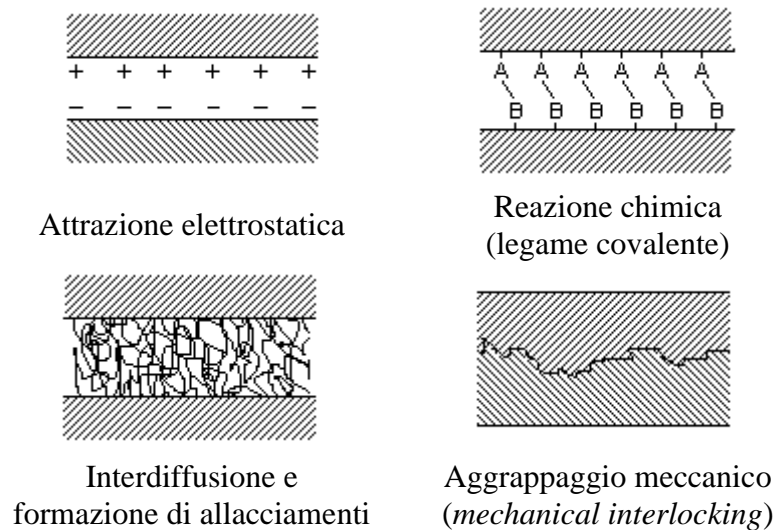 + + + + + +
− − − − − −
A A A A A A
B B B B B B
Attrazione elettrostatica
Reazione chimica
(legame covalente)
Interdiffusione e
formazione di allacciamenti
Aggrappaggio meccanico
(mechanical interlocking)